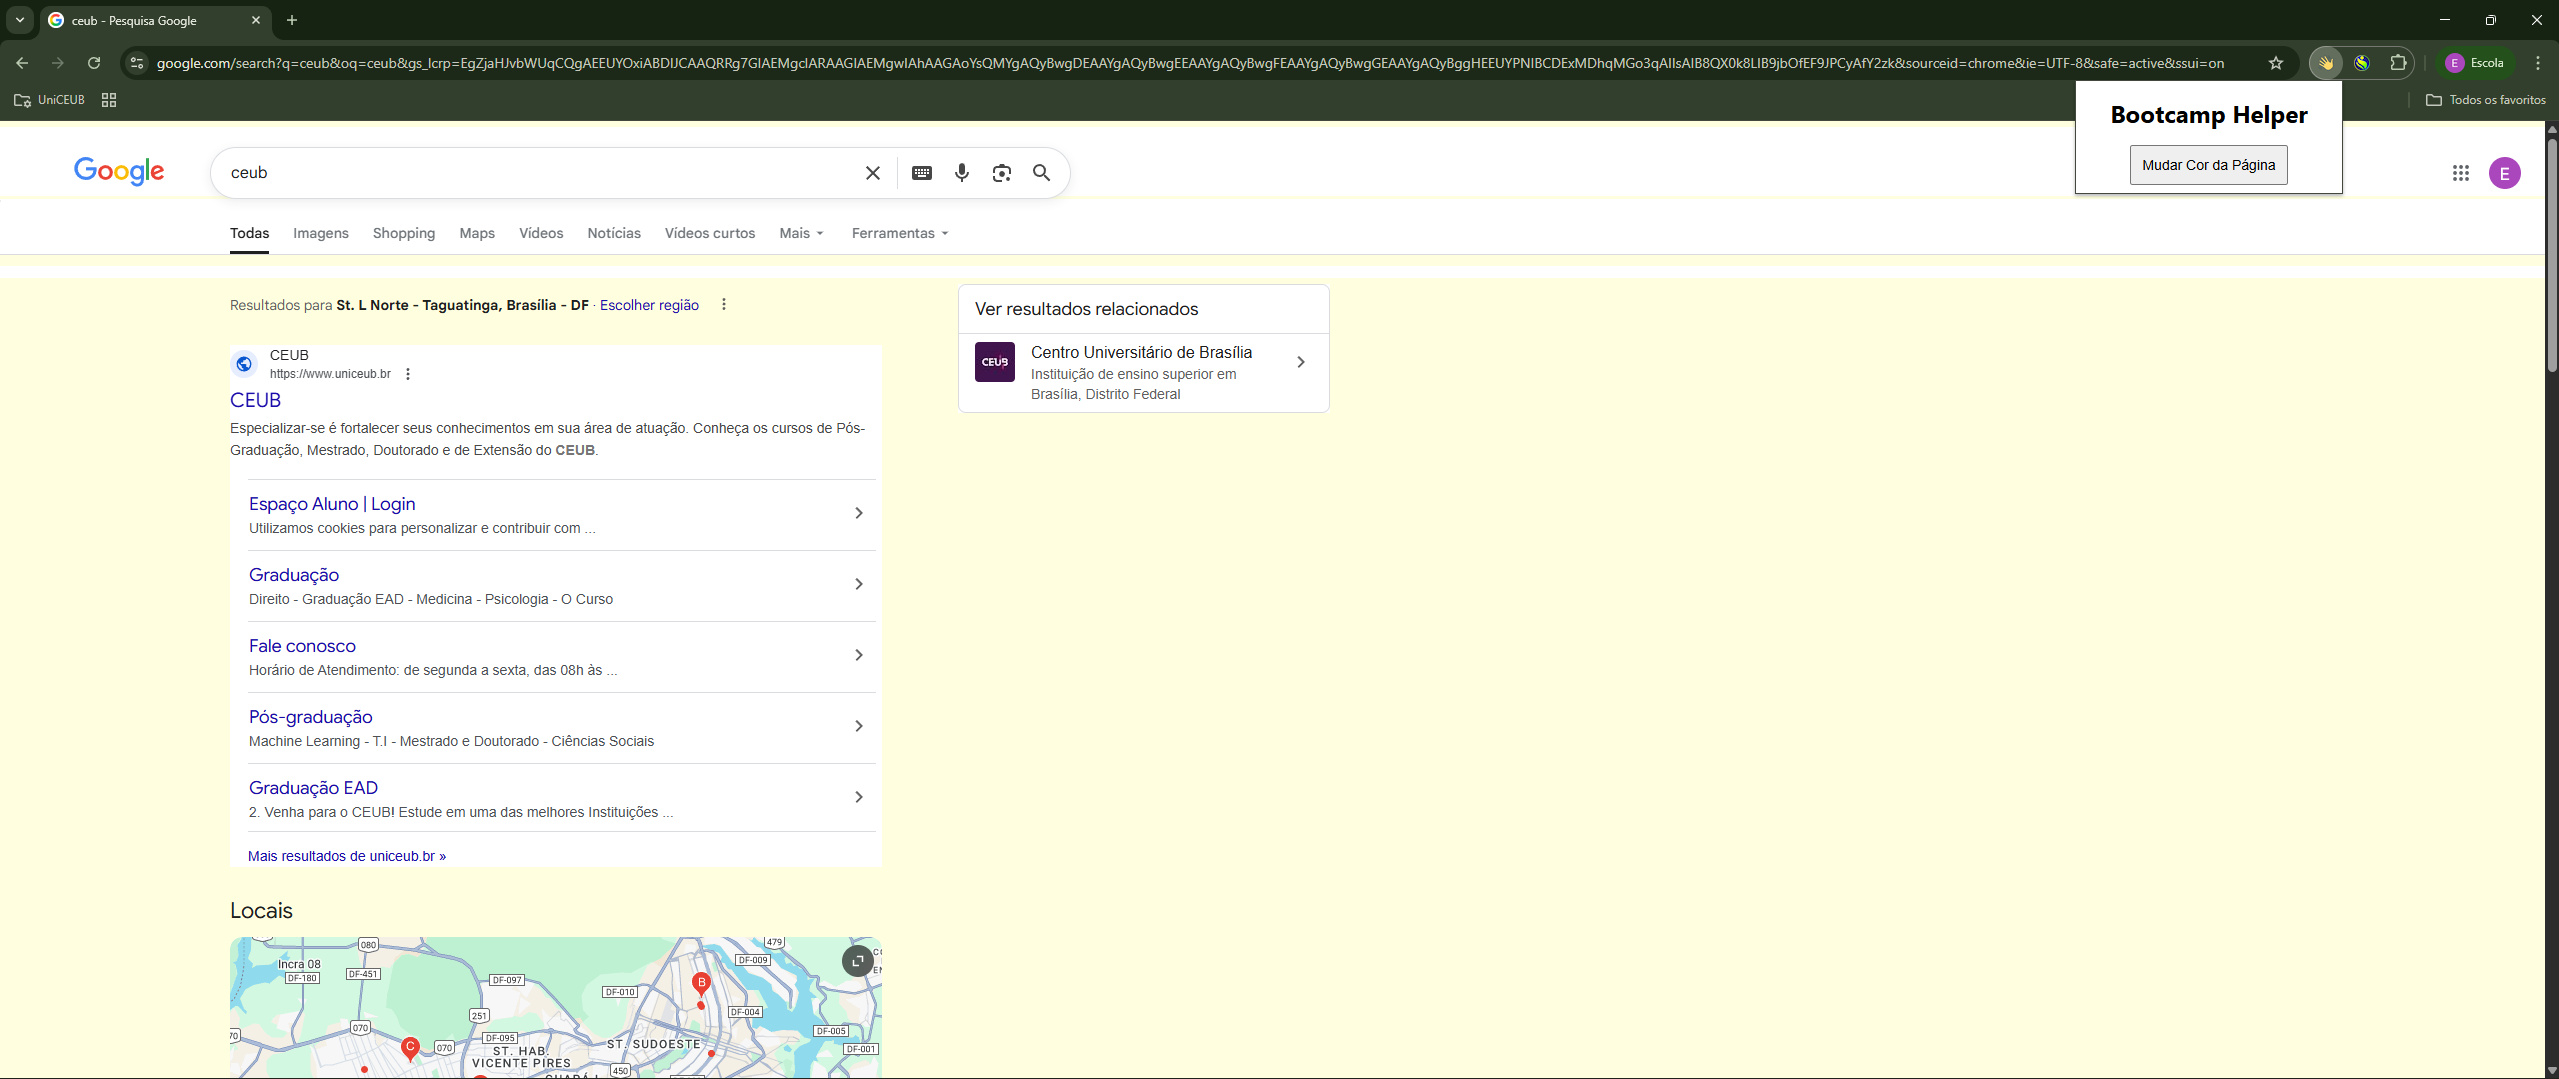 ceub - Pesquisa Google
google.com/search?q=ceub&oq=ceub&gs_lcrp=EgZjaHJvbWUqCQgAEEUYOxiABDIJCAAQRRg7GIAEMgcIARAAGIAEMgwIAhAAGAoYsQMYgAQyBwgDEAAYgAQyBwgEEAAYgAQyBwgFEAAYgAQyBwgGEAAYgAQyBggHEEUYPNIBCDExMDhqMGo3qAIIsAIB8QX0k8LIB9jbOfEF9JPCyAfY2zk&sourceid=chrome&ie=UTF-8&safe=active&ssui=on
E Escola
UniCEUB
Todos os favoritos
Bootcamp Helper
Mudar Cor da Página
Google
ceub
E
Todas Imagens Shopping Maps Vídeos Notícias Vídeos curtos Mais Ferramentas
Resultados para St. L Norte - Taguatinga, Brasília - DF · Escolher região
Ver resultados relacionados
CEUB
Centro Universitário de Brasília
Instituição de ensino superior em
Brasília, Distrito Federal
CEUB
https://www.uniceub.br
CEUB
Especializar-se é fortalecer seus conhecimentos em sua área de atuação. Conheça os cursos de Pós-
Graduação, Mestrado, Doutorado e de Extensão do CEUB.
Espaço Aluno | Login
Utilizamos cookies para personalizar e contribuir com ...
Graduação
Direito - Graduação EAD - Medicina - Psicologia - O Curso
Fale conosco
Horário de Atendimento: de segunda a sexta, das 08h às ...
Pós-graduação
Machine Learning - T.I - Mestrado e Doutorado - Ciências Sociais
Graduação EAD
2. Venha para o CEUB! Estude em uma das melhores Instituições ...
Mais resultados de uniceub.br »
Locais
080
479
Incra 08
DF-180
DF-451
DF-097
DF-009
B
DF-010
251
DF-004
070
DF-005
C
070
DF-095
ST. SUDOESTE
DF-001
ST. HAB.
VICENTE PIRES
450